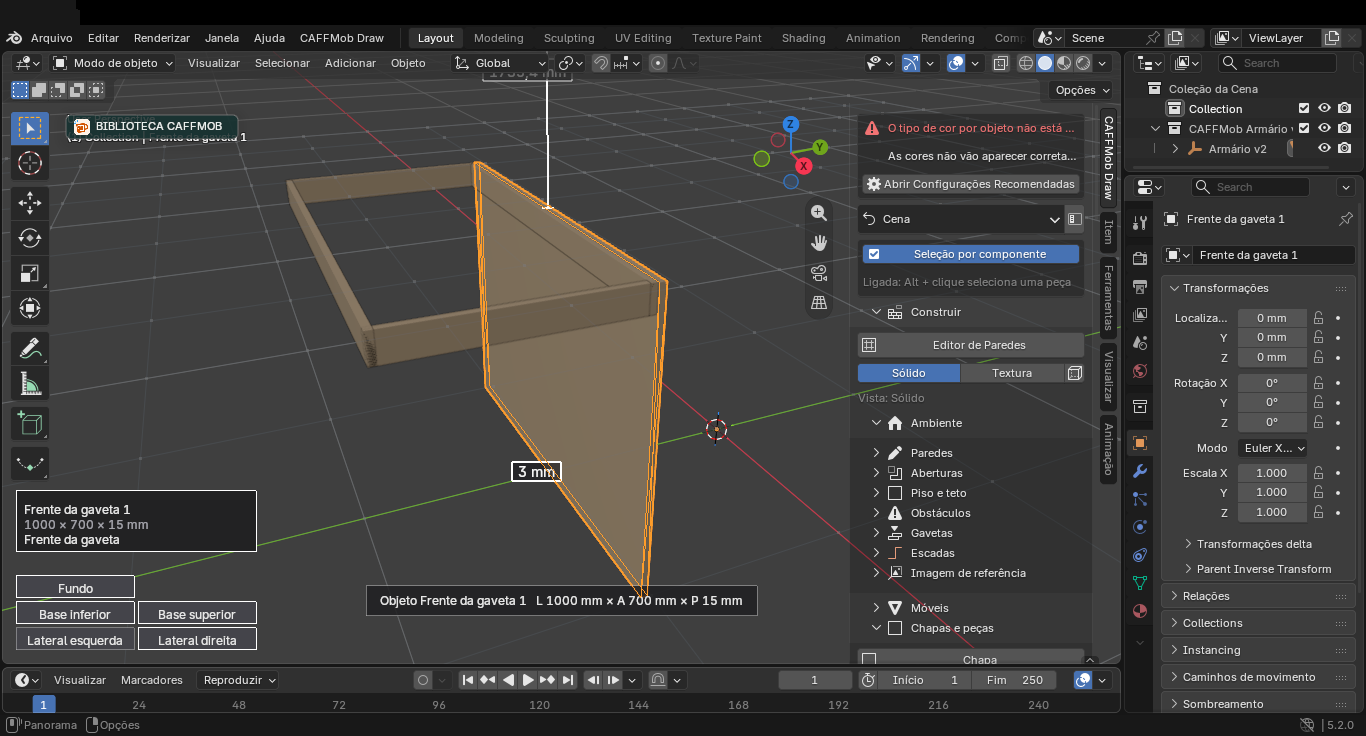 Arquivo Editar Renderizar Janela Ajuda CAFFMob Draw Layout Modeling Sculpting UV Editing Texture Paint Shading Animation Rendering Scene ViewLayer
Modo de objeto Visualizar Selecionar Adicionar Objeto Global
Search
Opções
BIBLIOTECA CAFFMOB
(1) Collection | Frente da gaveta 1
Z
Y
X
3 mm
Frente da gaveta 1
1000 × 700 × 15 mm
Frente da gaveta
Fundo
Base inferior Base superior
Lateral esquerda Lateral direita
Objeto Frente da gaveta 1 L 1000 mm × A 700 mm × P 15 mm
O tipo de cor por objeto não está ...
As cores não vão aparecer correta...
Abrir Configurações Recomendadas
Cena
Seleção por componente
Ligada: Alt + clique seleciona uma peça
Construir
Editor de Paredes
Sólido Textura
Vista: Sólido
Ambiente
Paredes
Aberturas
Piso e teto
Obstáculos
Gavetas
Escadas
Imagem de referência
Móveis
Chapas e peças
Chapa
CAFFMob Draw
Item
Ferramentas
Visualizar
Animação
Coleção da Cena
Collection
CAFFMob Armário
Armário v2
Search
Frente da gaveta 1
Frente da gaveta 1
Transformações
Localiza... 0 mm
Y 0 mm
Z 0 mm
Rotação X 0°
Y 0°
Z 0°
Modo Euler X...
Escala X 1.000
Y 1.000
Z 1.000
Transformações delta
Parent Inverse Transform
Relações
Collections
Instancing
Caminhos de movimento
Sombreamento
Visualizar Marcadores Reproduzir 1 Início 1 Fim 250
1 24 48 72 96 120 144 168 192 216 240
Panorama Opções 5.2.0